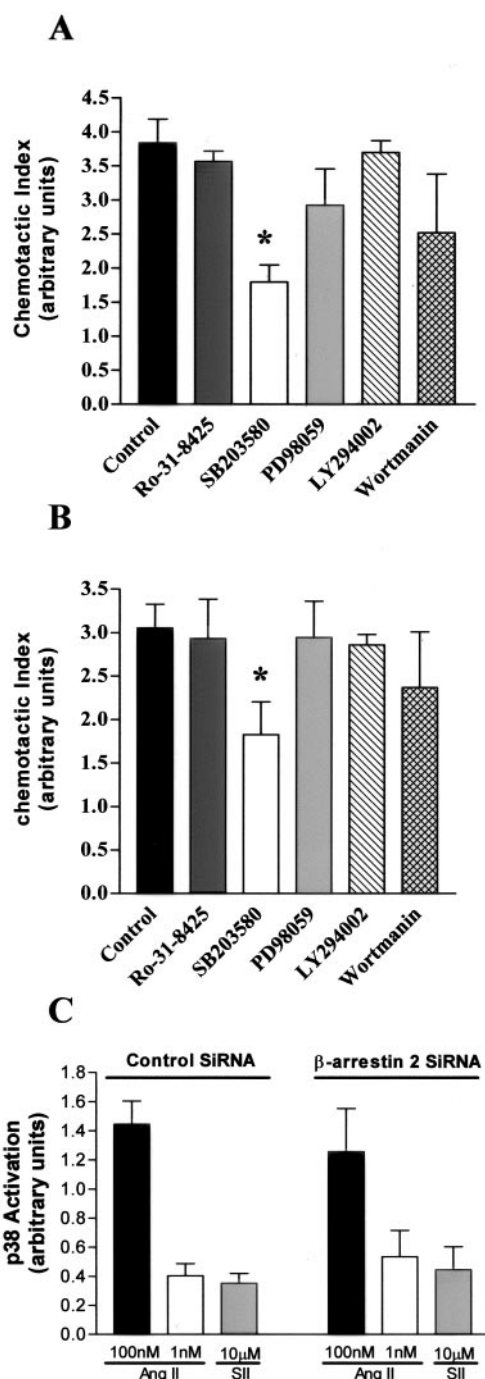 A
Chemotactic Index
(arbitrary units)
4.5
4.0
3.5
3.0
2.5
2.0
1.5
1.0
0.5
0.0
*
Control
Ro-31-8425
SB203580
PD98059
LY294002
Wortmanin
B
chemotactic Index
(arbitrary units)
3.5
3.0
2.5
2.0
1.5
1.0
0.5
0.0
*
Control
Ro-31-8425
SB203580
PD98059
LY294002
Wortmanin
C
Control SiRNA
β-arrestin 2 SiRNA
p38 Activation
(arbitrary units)
1.8
1.6
1.4
1.2
1.0
0.8
0.6
0.4
0.2
0.0
100nM 1nM 10μM 100nM 1nM 10μM
Ang II SII Ang II SII